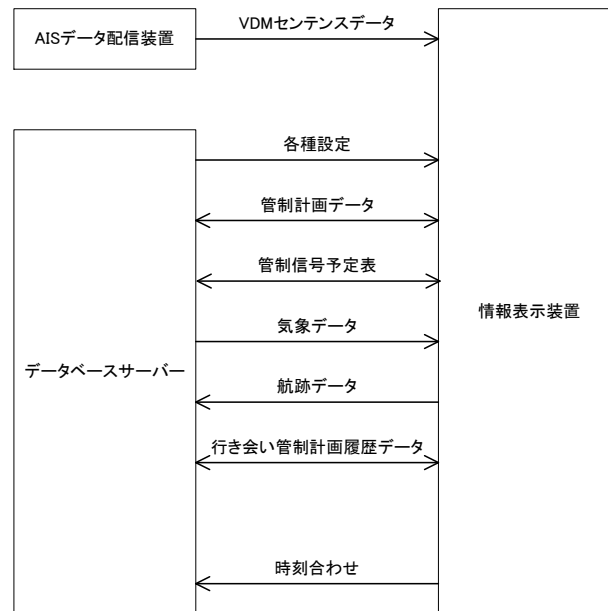 VDMセンテンスデータ
AISデータ配信装置
各種設定
管制計画データ
管制信号予定表
気象データ
情報表示装置
データベースサーバー
航跡データ
行き会い管制計画履歴データ
時刻合わせ